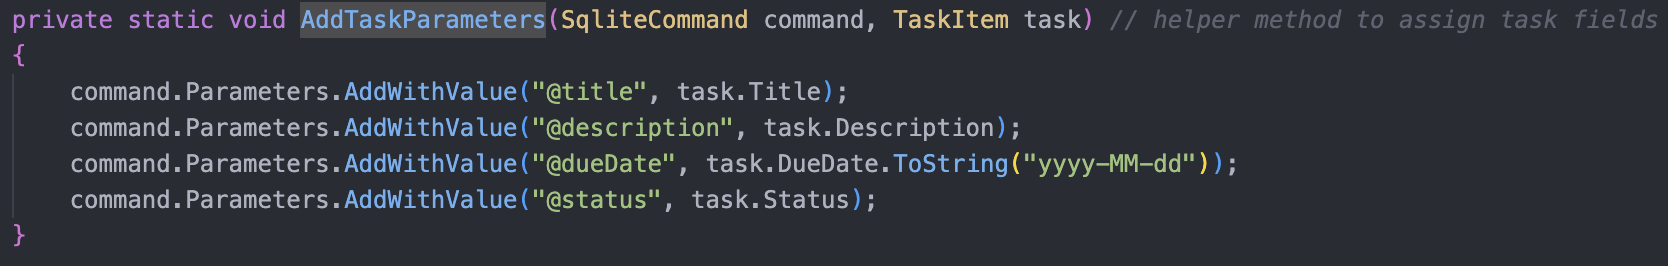 private static void AddTaskParameters(SqliteCommand command, TaskItem task) // helper method to assign task fields
{
    command.Parameters.AddWithValue("@title", task.Title);
    command.Parameters.AddWithValue("@description", task.Description);
    command.Parameters.AddWithValue("@dueDate", task.DueDate.ToString("yyyy-MM-dd"));
    command.Parameters.AddWithValue("@status", task.Status);
}